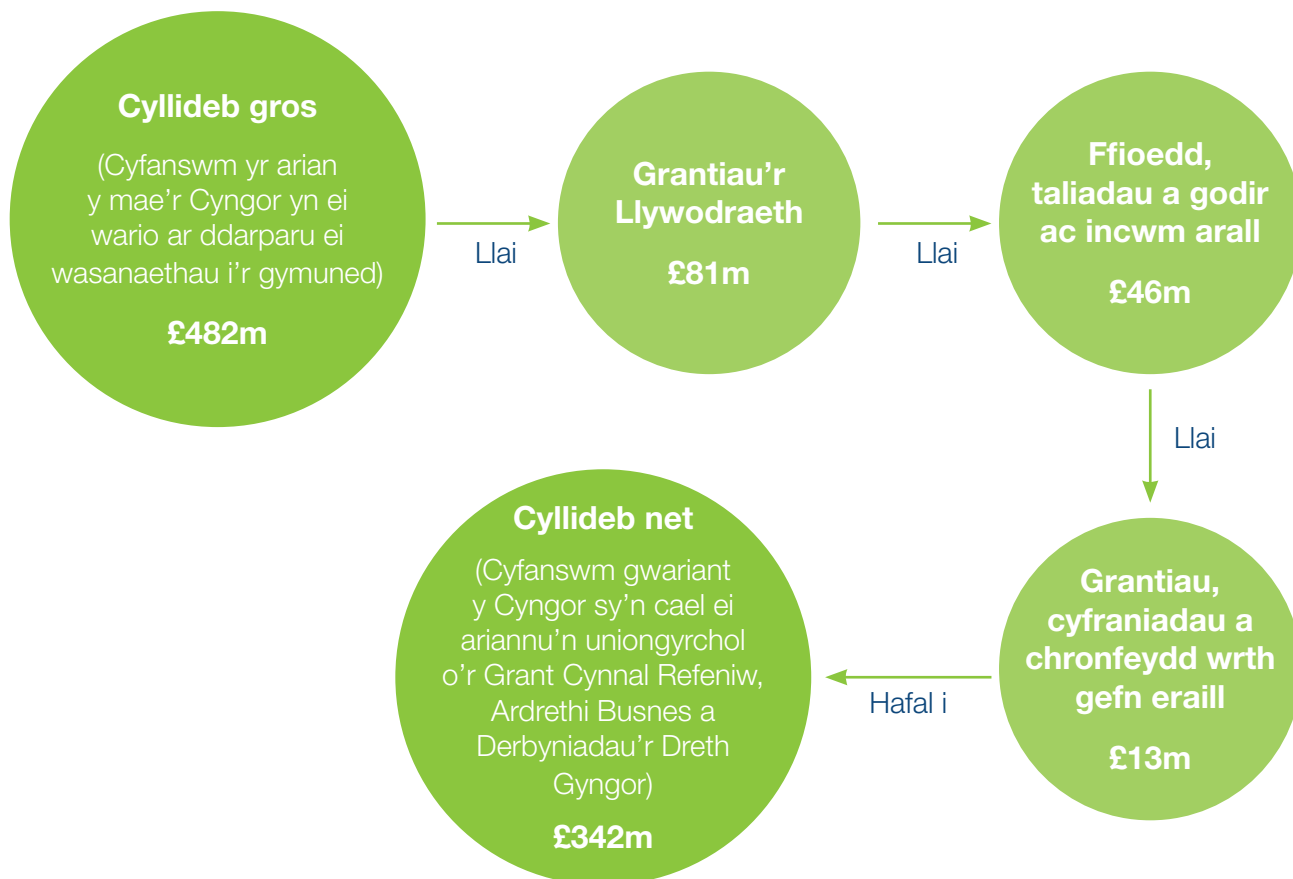 Cyllideb gros
(Cyfanswm yr arian
y mae’r Cyngor yn ei
wario ar ddarparu ei
wasanaethau i’r gymuned)
£482m
Llai
Grantiau’r
Llywodraeth
£81m
Llai
Ffioedd,
taliadau a godir
ac incwm arall
£46m
Llai
Grantiau,
cyfraniadau a
chronfeydd wrth
gefn eraill
£13m
Hafal i
Cyllideb net
(Cyfanswm gwariant
y Cyngor sy’n cael ei
ariannu’n uniongyrchol
o’r Grant Cynnal Refeniw,
Ardrethi Busnes a
Derbyniadau’r Dreth
Gyngor)
£342m